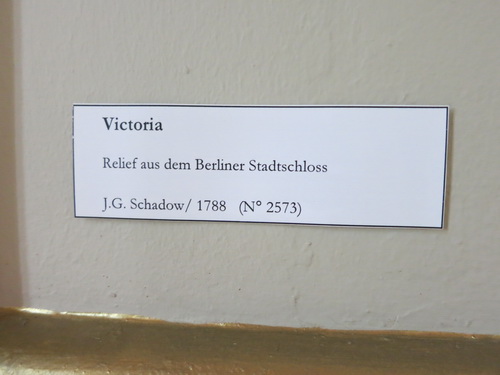 Victoria
Relief aus dem Berliner Stadtschloss
J.G. Schadow/ 1788 (N° 2573)